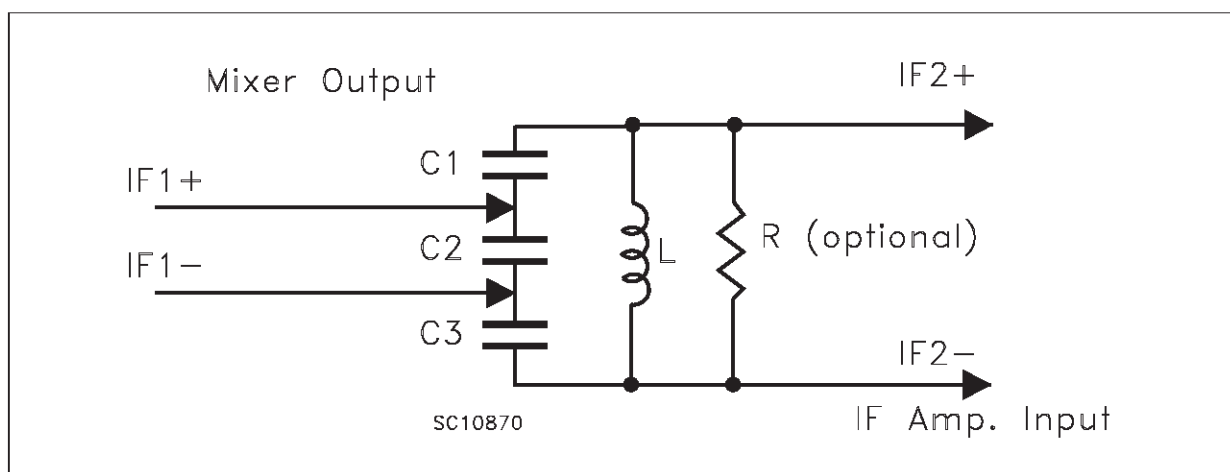 Mixer Output
IF2+
C1
IF1+
C2
L
R (optional)
IF1-
C3
IF2-
SC10870
IF Amp. Input